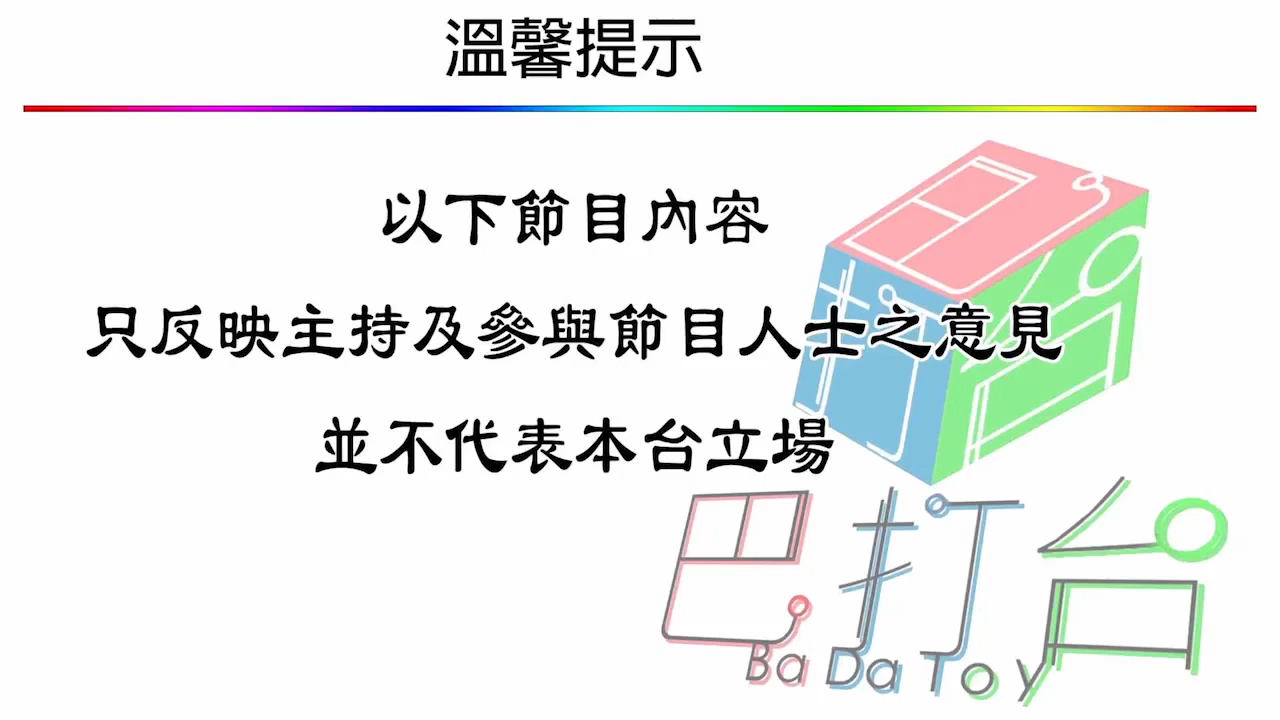 溫馨提示
以下節目內容
只反映主持及參與節目人士之意見
並不代表本台立場
巴打台
BaDaToy